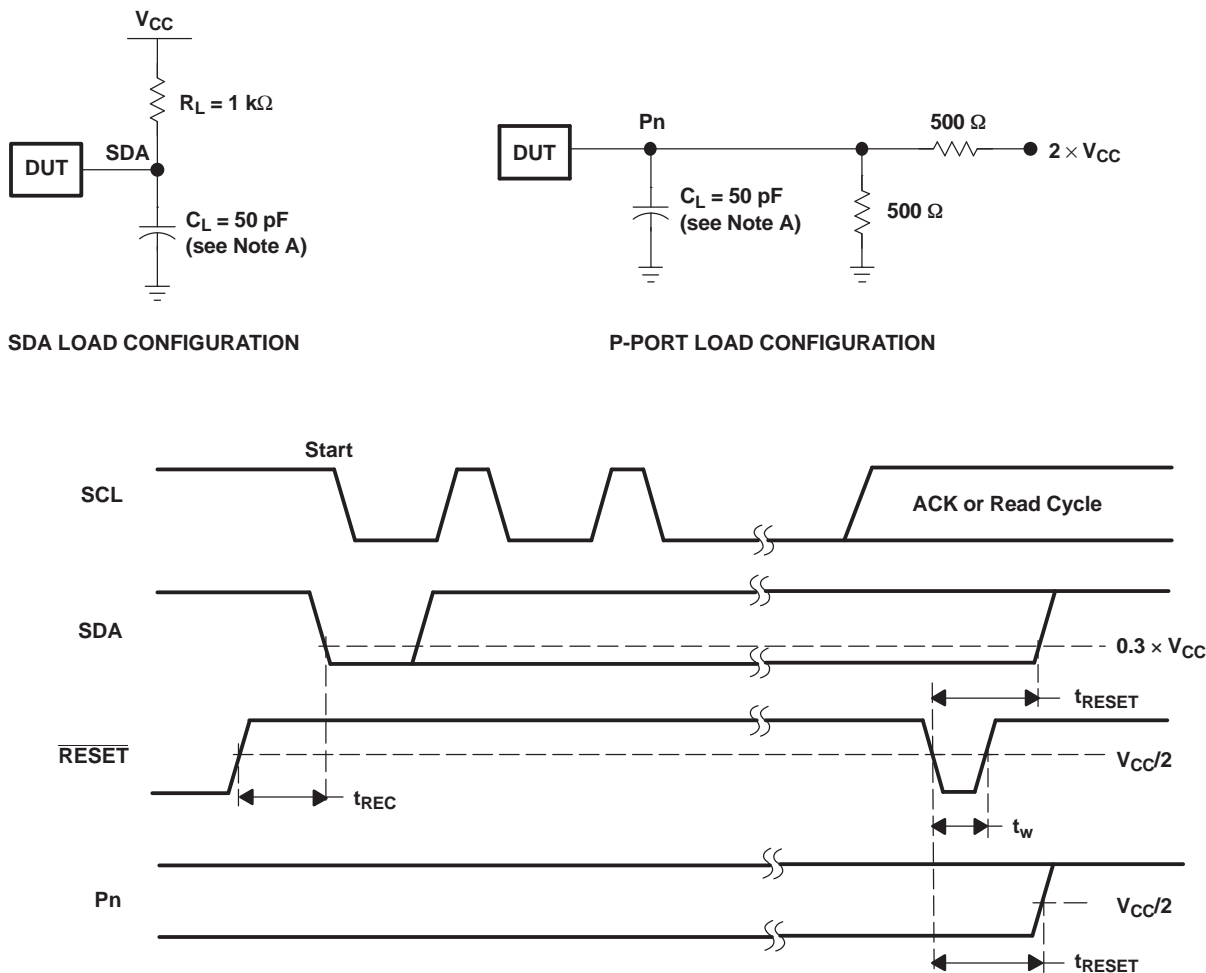 VCC
RL = 1 kΩ
DUT
SDA
CL = 50 pF
(see Note A)
SDA LOAD CONFIGURATION
DUT
Pn
500 Ω
2 × VCC
CL = 50 pF
(see Note A)
500 Ω
P-PORT LOAD CONFIGURATION
Start
SCL
ACK or Read Cycle
SDA
0.3 × VCC
tRESET
RESET
VCC/2
tREC
tw
Pn
VCC/2
tRESET